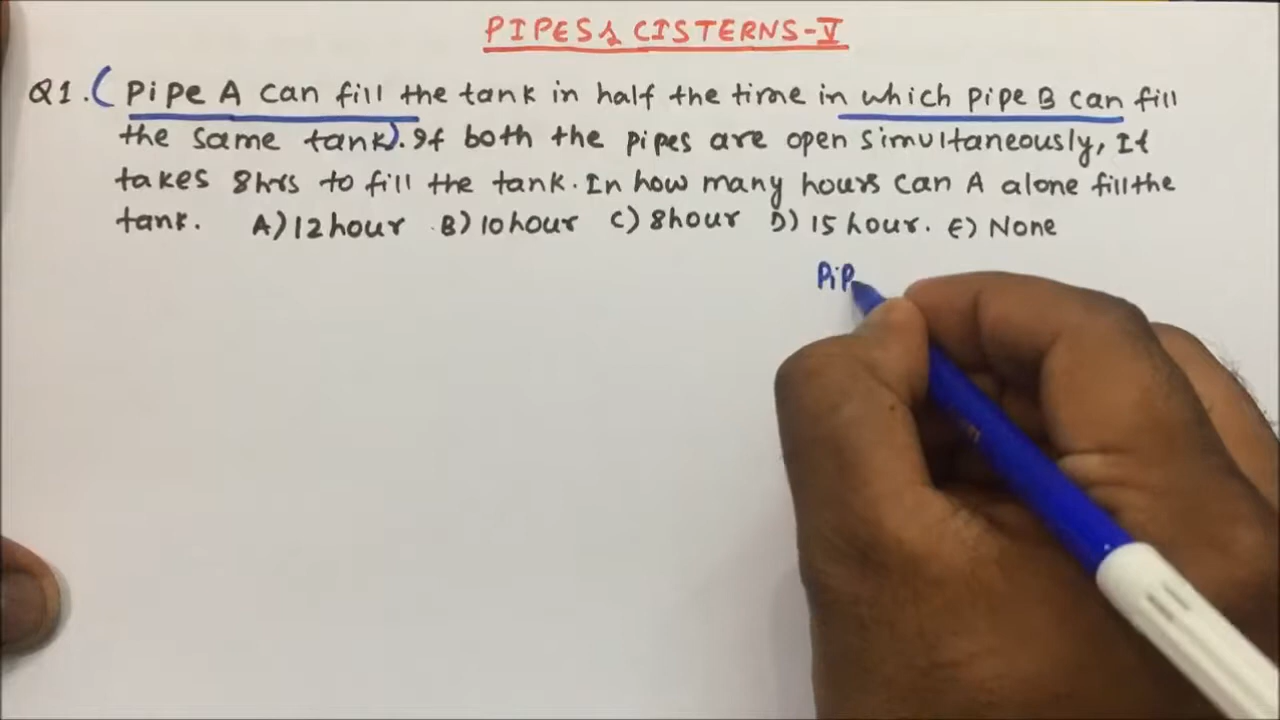 PIPES & CISTERNS-V
Q1. (Pipe A can fill the tank in half the time in which pipe B can fill
the same tank). If both the pipes are open simultaneously, It
takes 8hrs to fill the tank. In how many hours can A alone fill the
tank. A) 12 hour B) 10 hour C) 8 hour D) 15 hour. E) None
Pip